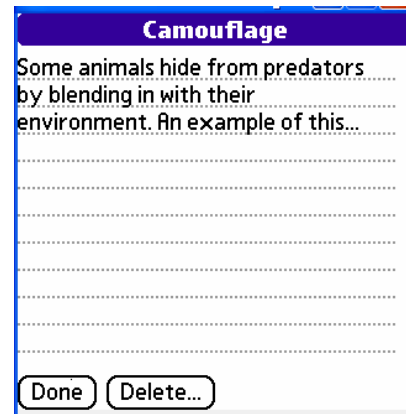 Camouflage
Some animals hide from predators
by blending in with their
environment. An example of this...
Done Delete...